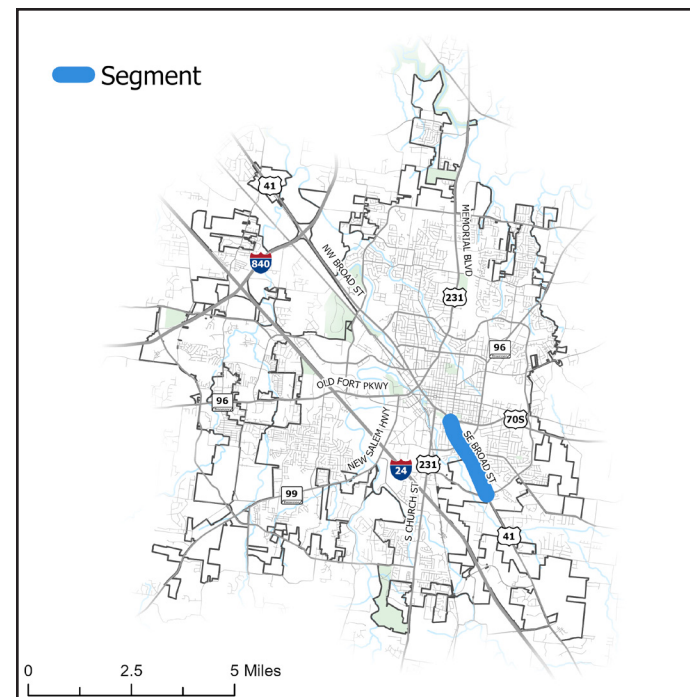 Segment
41
NW BROAD ST
MEMORIAL BLVD
840
231
96
OLD FORT PKWY
96
70S
SE BROAD ST
NEW SALEM HWY
24
231
99
S CHURCH ST
41
0 2.5 5 Miles